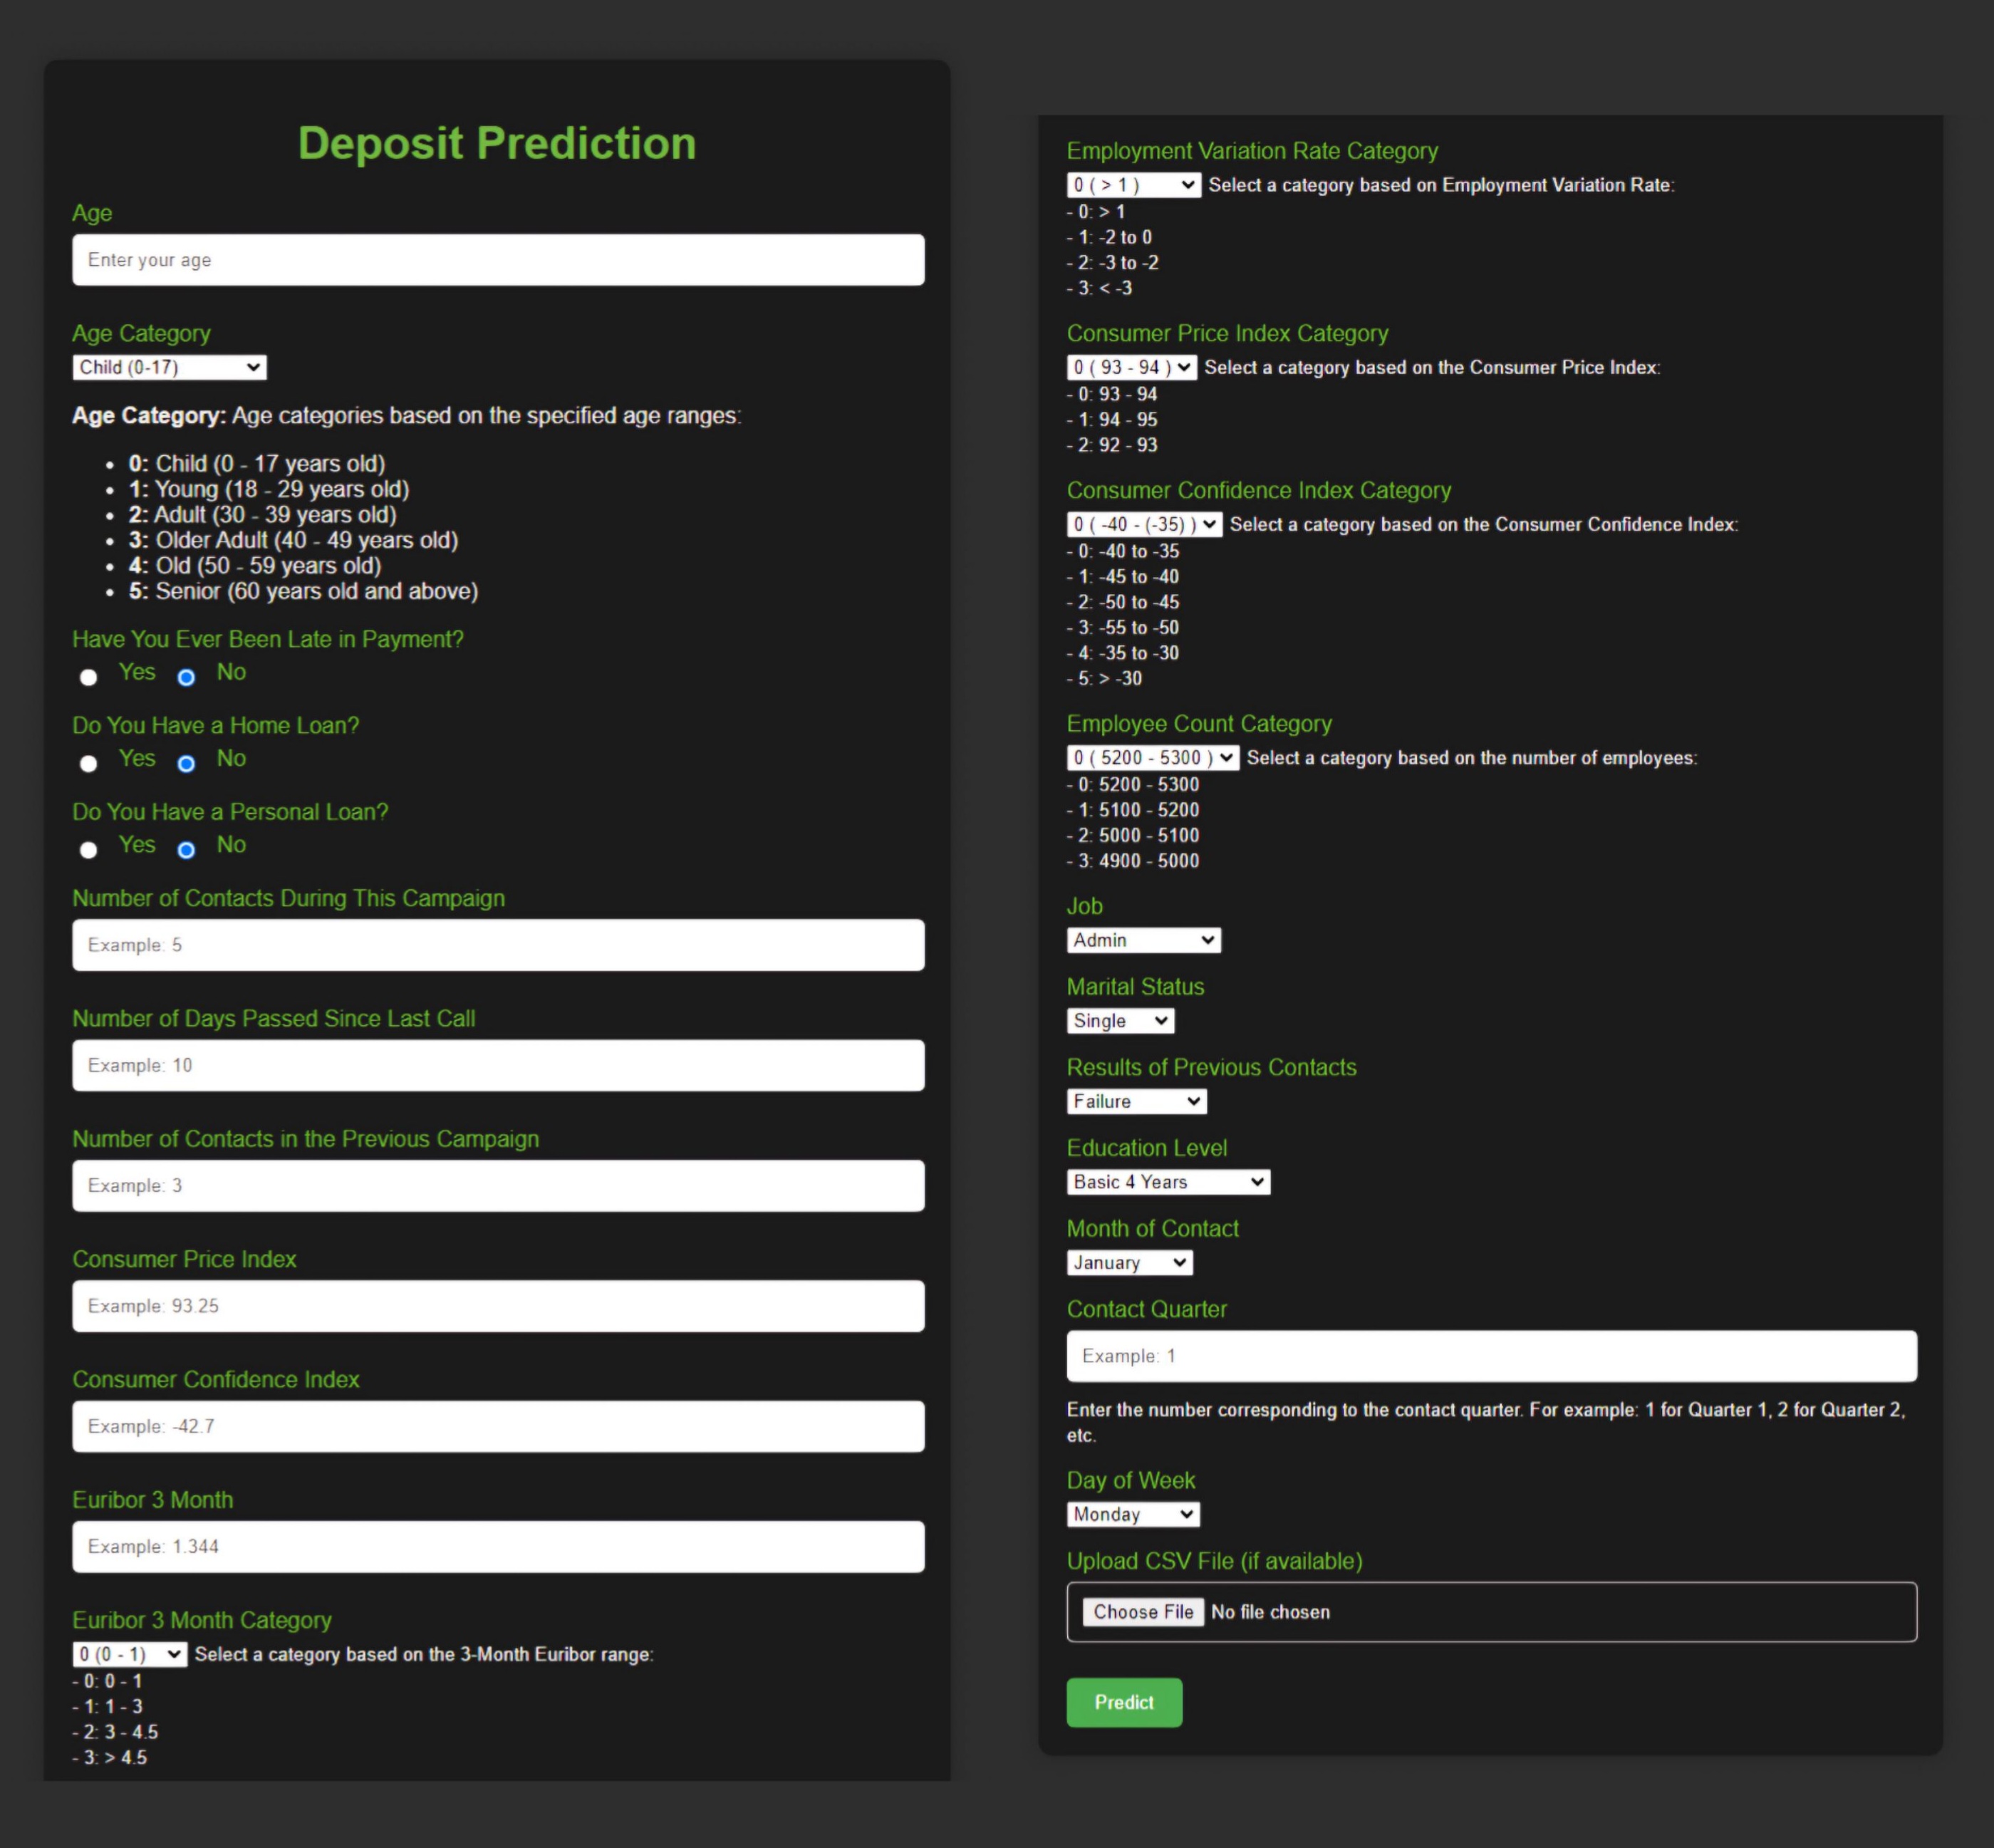 Deposit Prediction
Age
Enter your age
Age Category
Child (0-17)
Age Category: Age categories based on the specified age ranges:
• 0: Child (0 - 17 years old)
• 1: Young (18 - 29 years old)
• 2: Adult (30 - 39 years old)
• 3: Older Adult (40 - 49 years old)
• 4: Old (50 - 59 years old)
• 5: Senior (60 years old and above)
Have You Ever Been Late in Payment?
Yes No
Do You Have a Home Loan?
Yes No
Do You Have a Personal Loan?
Yes No
Number of Contacts During This Campaign
Example: 5
Number of Days Passed Since Last Call
Example: 10
Number of Contacts in the Previous Campaign
Example: 3
Consumer Price Index
Example: 93.25
Consumer Confidence Index
Example: -42.7
Euribor 3 Month
Example: 1.344
Euribor 3 Month Category
0 (0 - 1) Select a category based on the 3-Month Euribor range:
- 0: 0 - 1
- 1: 1 - 3
- 2: 3 - 4.5
- 3: > 4.5
Employment Variation Rate Category
0 ( > 1 ) Select a category based on Employment Variation Rate:
- 0: > 1
- 1: -2 to 0
- 2: -3 to -2
- 3: < -3
Consumer Price Index Category
0 ( 93 - 94 ) Select a category based on the Consumer Price Index:
- 0: 93 - 94
- 1: 94 - 95
- 2: 92 - 93
Consumer Confidence Index Category
0 ( -40 - (-35) ) Select a category based on the Consumer Confidence Index:
- 0: -40 to -35
- 1: -45 to -40
- 2: -50 to -45
- 3: -55 to -50
- 4: -35 to -30
- 5: > -30
Employee Count Category
0 ( 5200 - 5300 ) Select a category based on the number of employees:
- 0: 5200 - 5300
- 1: 5100 - 5200
- 2: 5000 - 5100
- 3: 4900 - 5000
Job
Admin
Marital Status
Single
Results of Previous Contacts
Failure
Education Level
Basic 4 Years
Month of Contact
January
Contact Quarter
Example: 1
Enter the number corresponding to the contact quarter. For example: 1 for Quarter 1, 2 for Quarter 2,
etc.
Day of Week
Monday
Upload CSV File (if available)
Choose File No file chosen
Predict